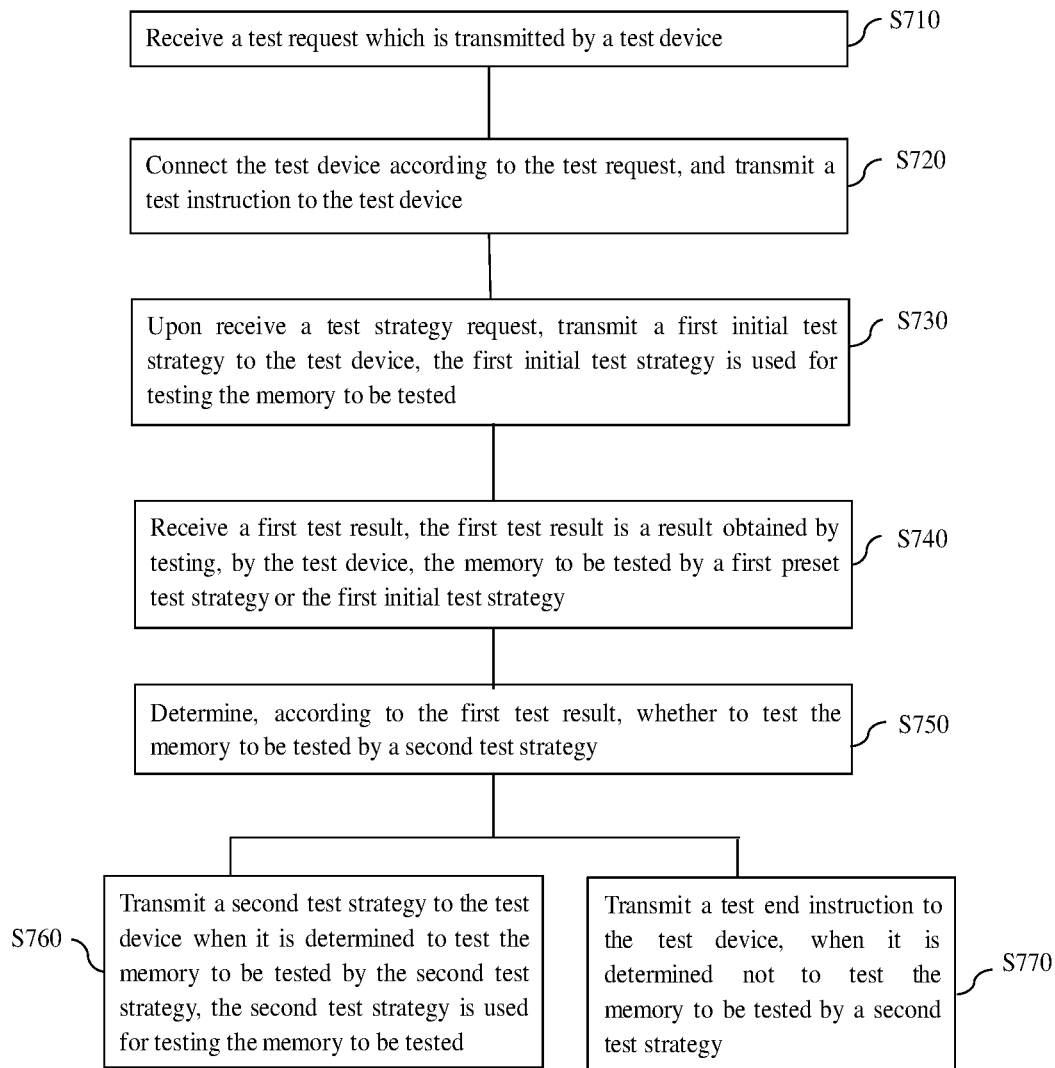 Receive a test request which is transmitted by a test device
S710
Connect the test device according to the test request, and transmit a
test instruction to the test device
S720
Upon receive a test strategy request, transmit a first initial test
strategy to the test device, the first initial test strategy is used for
testing the memory to be tested
S730
Receive a first test result, the first test result is a result obtained by
testing, by the test device, the memory to be tested by a first preset
test strategy or the first initial test strategy
S740
Determine, according to the first test result, whether to test the
memory to be tested by a second test strategy
S750
S760
Transmit a second test strategy to the test
device when it is determined to test the
memory to be tested by the second test
strategy, the second test strategy is used
for testing the memory to be tested
Transmit a test end instruction to
the test device, when it is
determined not to test the
memory to be tested by a second
test strategy
S770